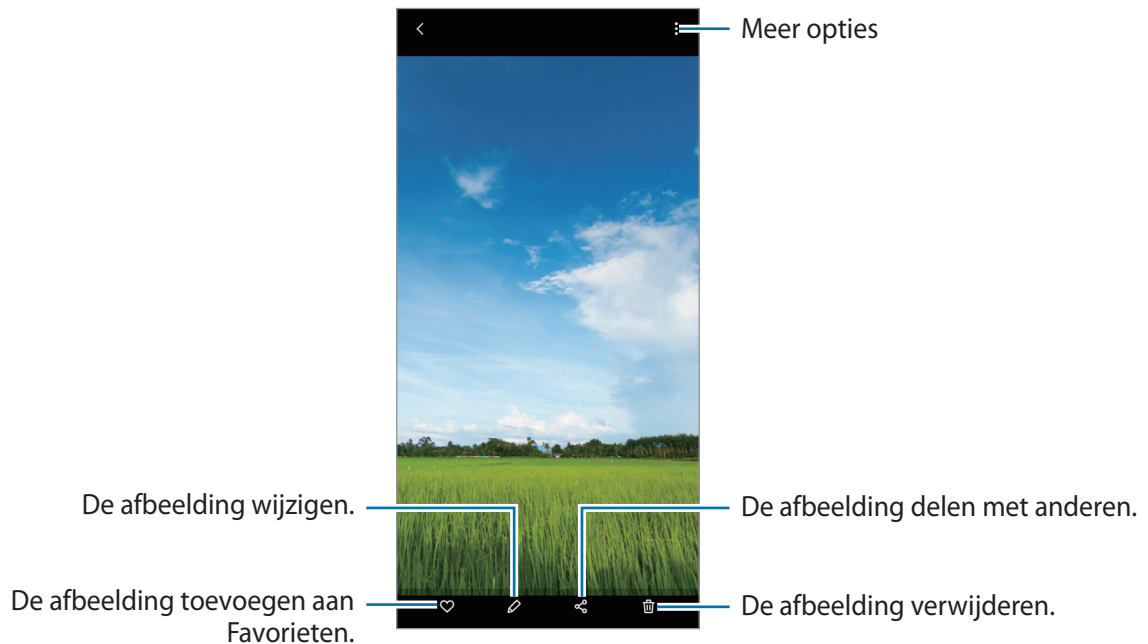 Meer opties
De afbeelding wijzigen.
De afbeelding delen met anderen.
De afbeelding toevoegen aan
Favorieten.
De afbeelding verwijderen.